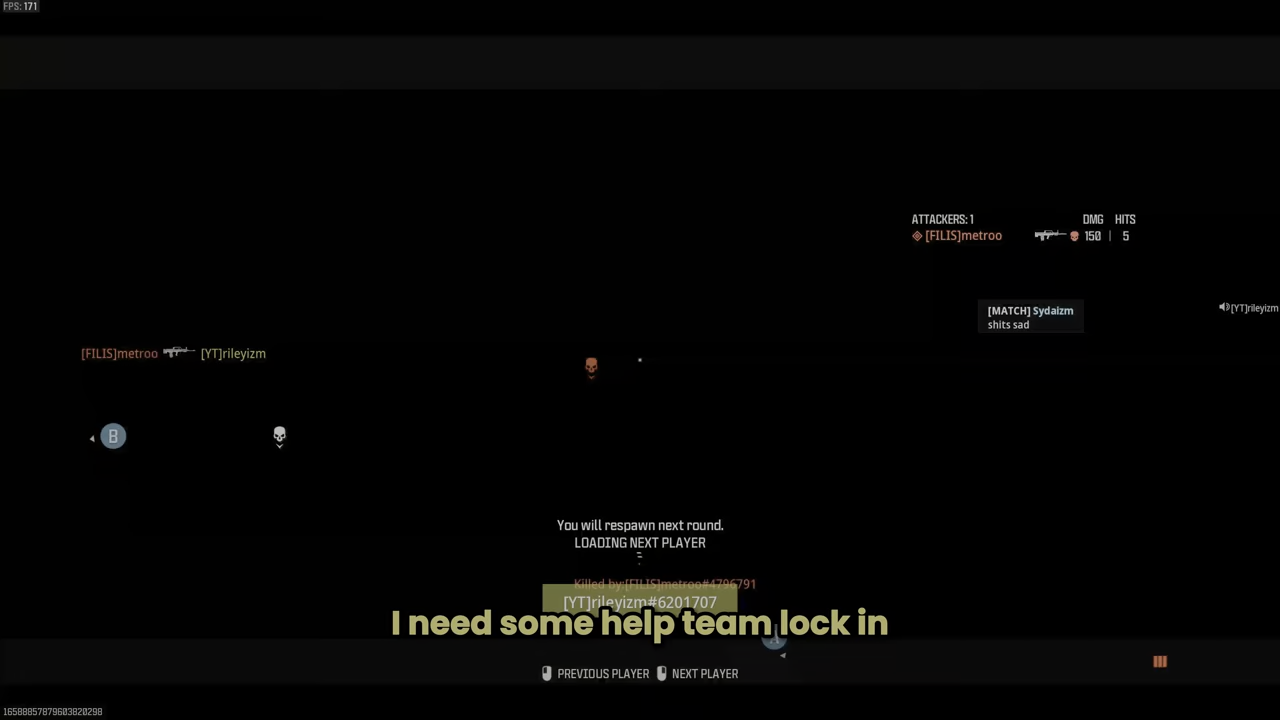 FPS: 171
ATTACKERS: 1 DMG HITS
[FILIS]metroo 150 | 5
[MATCH] Sydaizm
shits sad
[YT]rileyizm
[FILIS]metroo [YT]rileyizm
B
You will respawn next round.
LOADING NEXT PLAYER
Killed by:[FILIS]metroo#4796791
[YT]rileyizm#6201707
I need some help team lock in
A
PREVIOUS PLAYER NEXT PLAYER
16588857879603820298